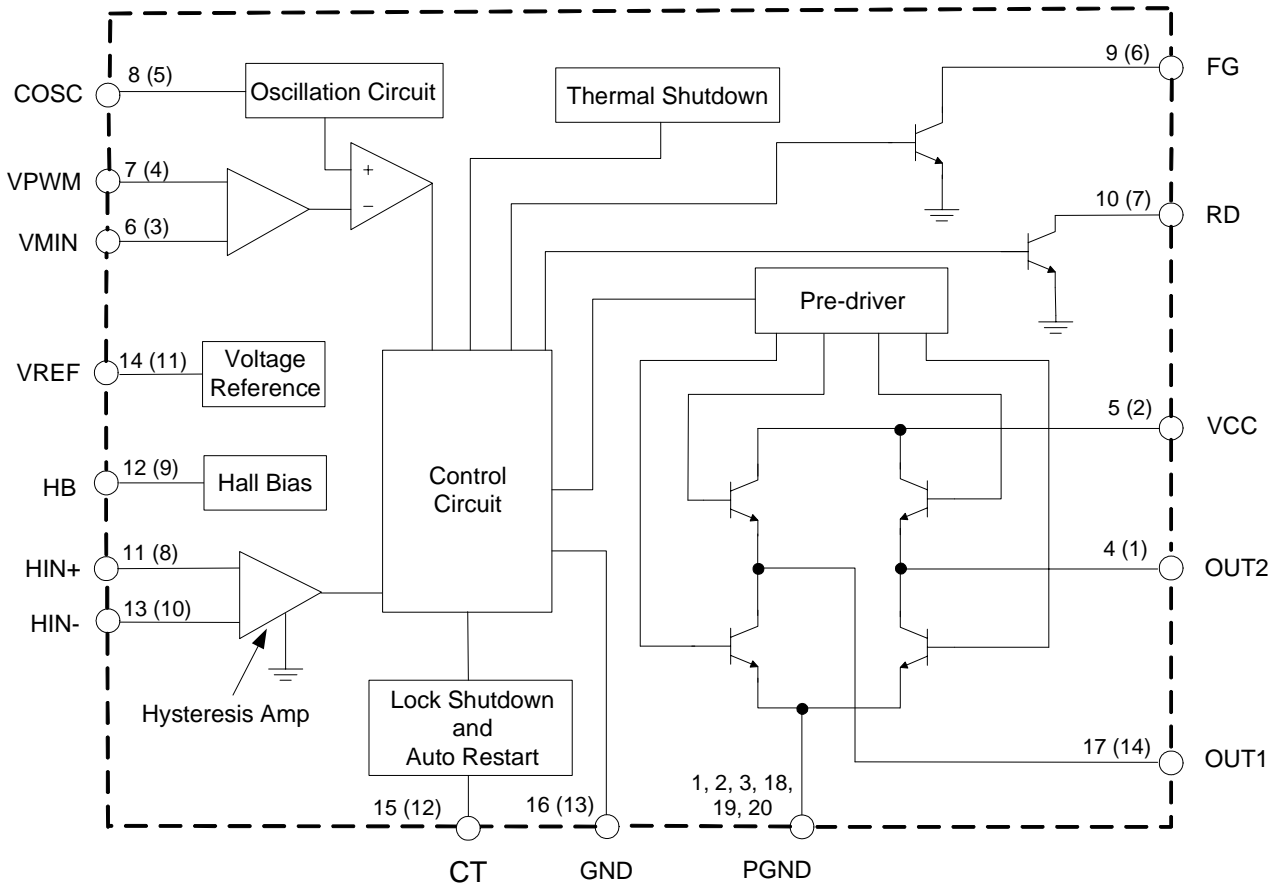 9 (6)
FG
8 (5)
COSC
Oscillation Circuit
Thermal Shutdown
+
−
7 (4)
VPWM
6 (3)
VMIN
10 (7)
RD
Pre-driver
14 (11)
VREF
Voltage
Reference
5 (2)
VCC
12 (9)
HB
Hall Bias
Control
Circuit
11 (8)
HIN+
13 (10)
HIN-
4 (1)
OUT2
Hysteresis Amp
Lock Shutdown
and
Auto Restart
17 (14)
OUT1
15 (12)
16 (13)
1, 2, 3, 18,
19, 20
CT
GND
PGND